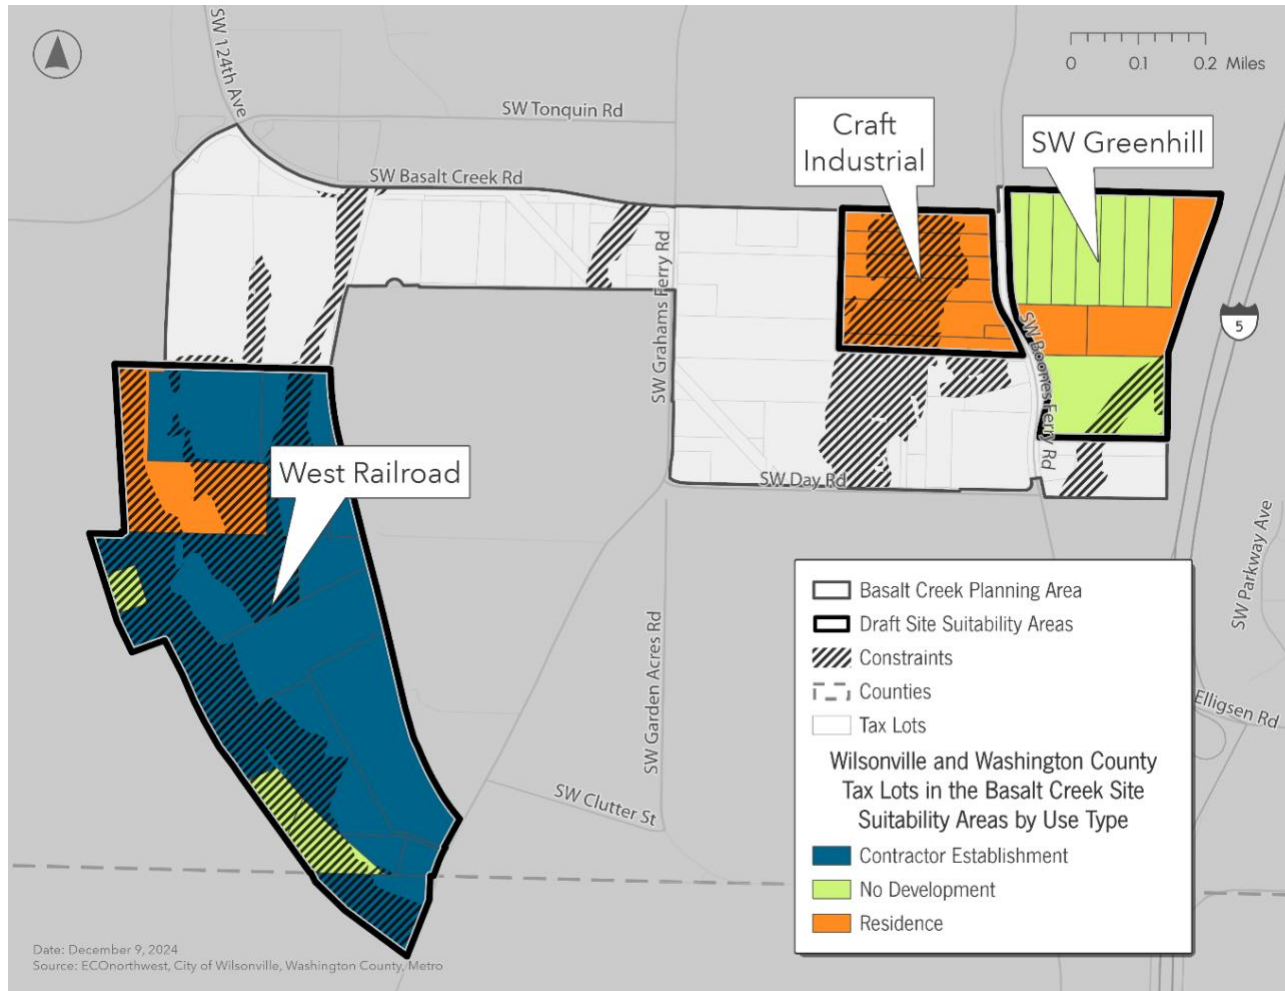 SW 124th Ave
SW Tonquin Rd
SW Basalt Creek Rd
0 0.1 0.2 Miles
Craft
Industrial
SW Greenhill
SW Grahams Ferry Rd
SW Boones Ferry Rd
5
West Railroad
SW Day Rd
SW Parkway Ave
SW Garden Acres Rd
Elligsen Rd
SW Clutter St
Basalt Creek Planning Area
Draft Site Suitability Areas
Constraints
Counties
Tax Lots
Wilsonville and Washington County
Tax Lots in the Basalt Creek Site
Suitability Areas by Use Type
Contractor Establishment
No Development
Residence
Date: December 9, 2024
Source: ECOnorthwest, City of Wilsonville, Washington County, Metro